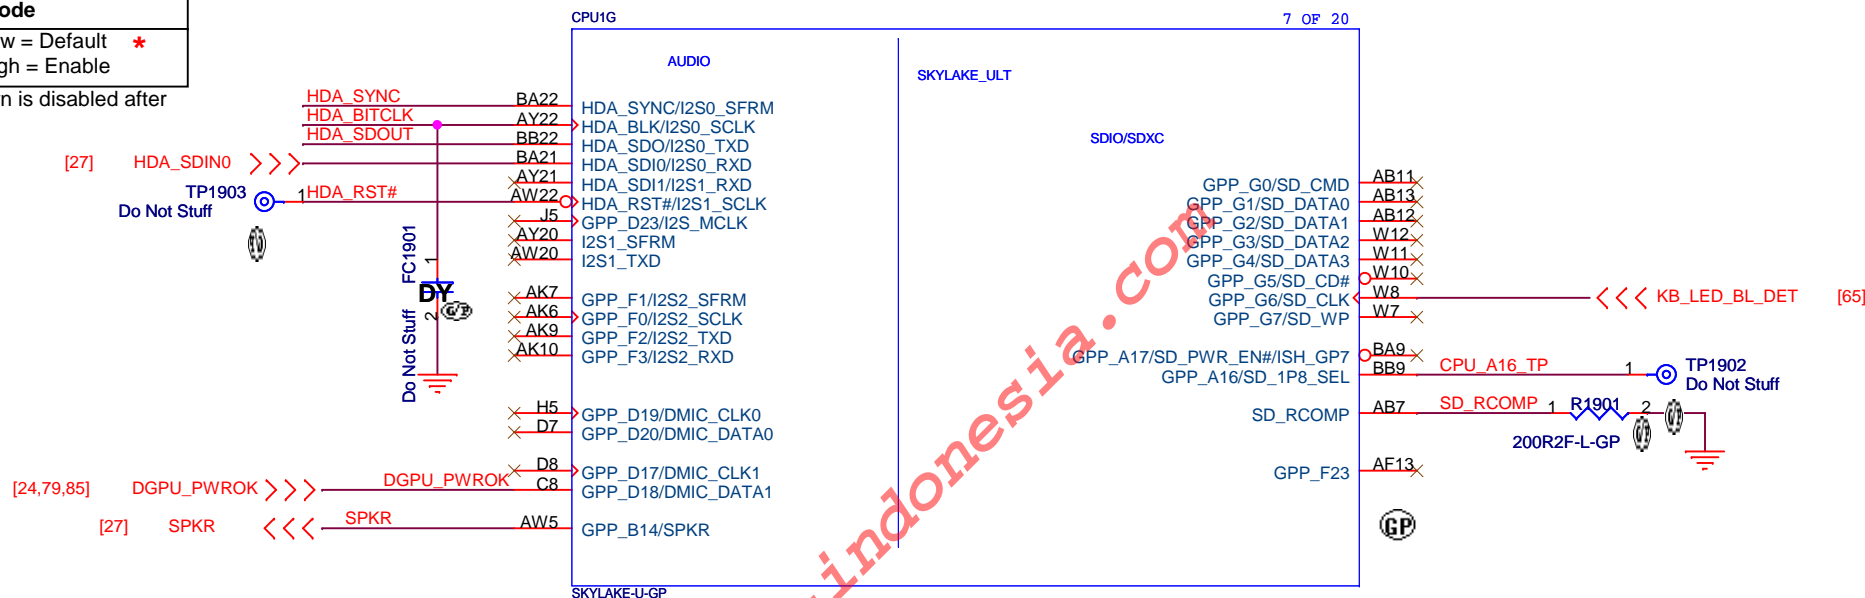 ode
w = Default *
gh = Enable
rn is disabled after
CPU1G
7 OF 20
AUDIO
SKYLAKE_ULT
SDIO/SDXC
HDA_SYNC BA22 HDA_SYNC/I2S0_SFRM
HDA_BITCLK AY22 HDA_BLK/I2S0_SCLK
HDA_SDOUT BB22 HDA_SDO/I2S0_TXD
[27] HDA_SDIN0 BA21 HDA_SDI0/I2S0_RXD
AY21 HDA_SDI1/I2S1_RXD
TP1903 1 HDA_RST# AW22 HDA_RST#/I2S1_SCLK
Do Not Stuff
J5 GPP_D23/I2S_MCLK
AY20 I2S1_SFRM
AW20 I2S1_TXD
FC1901
1
DY
2
Do Not Stuff
AK7 GPP_F1/I2S2_SFRM
AK6 GPP_F0/I2S2_SCLK
AK9 GPP_F2/I2S2_TXD
AK10 GPP_F3/I2S2_RXD
H5 GPP_D19/DMIC_CLK0
D7 GPP_D20/DMIC_DATA0
D8 GPP_D17/DMIC_CLK1
[24,79,85] DGPU_PWROK DGPU_PWROK C8 GPP_D18/DMIC_DATA1
[27] SPKR SPKR AW5 GPP_B14/SPKR
GPP_G0/SD_CMD AB11
GPP_G1/SD_DATA0 AB13
GPP_G2/SD_DATA1 AB12
GPP_G3/SD_DATA2 W12
GPP_G4/SD_DATA3 W11
GPP_G5/SD_CD# W10
GPP_G6/SD_CLK W8 KB_LED_BL_DET [65]
GPP_G7/SD_WP W7
GPP_A17/SD_PWR_EN#/ISH_GP7 BA9
GPP_A16/SD_1P8_SEL BB9 CPU_A16_TP 1 TP1902
Do Not Stuff
SD_RCOMP AB7 SD_RCOMP 1 R1901 2
200R2F-L-GP
GPP_F23 AF13
GP
SKYLAKE-U-GP
indonesia.com